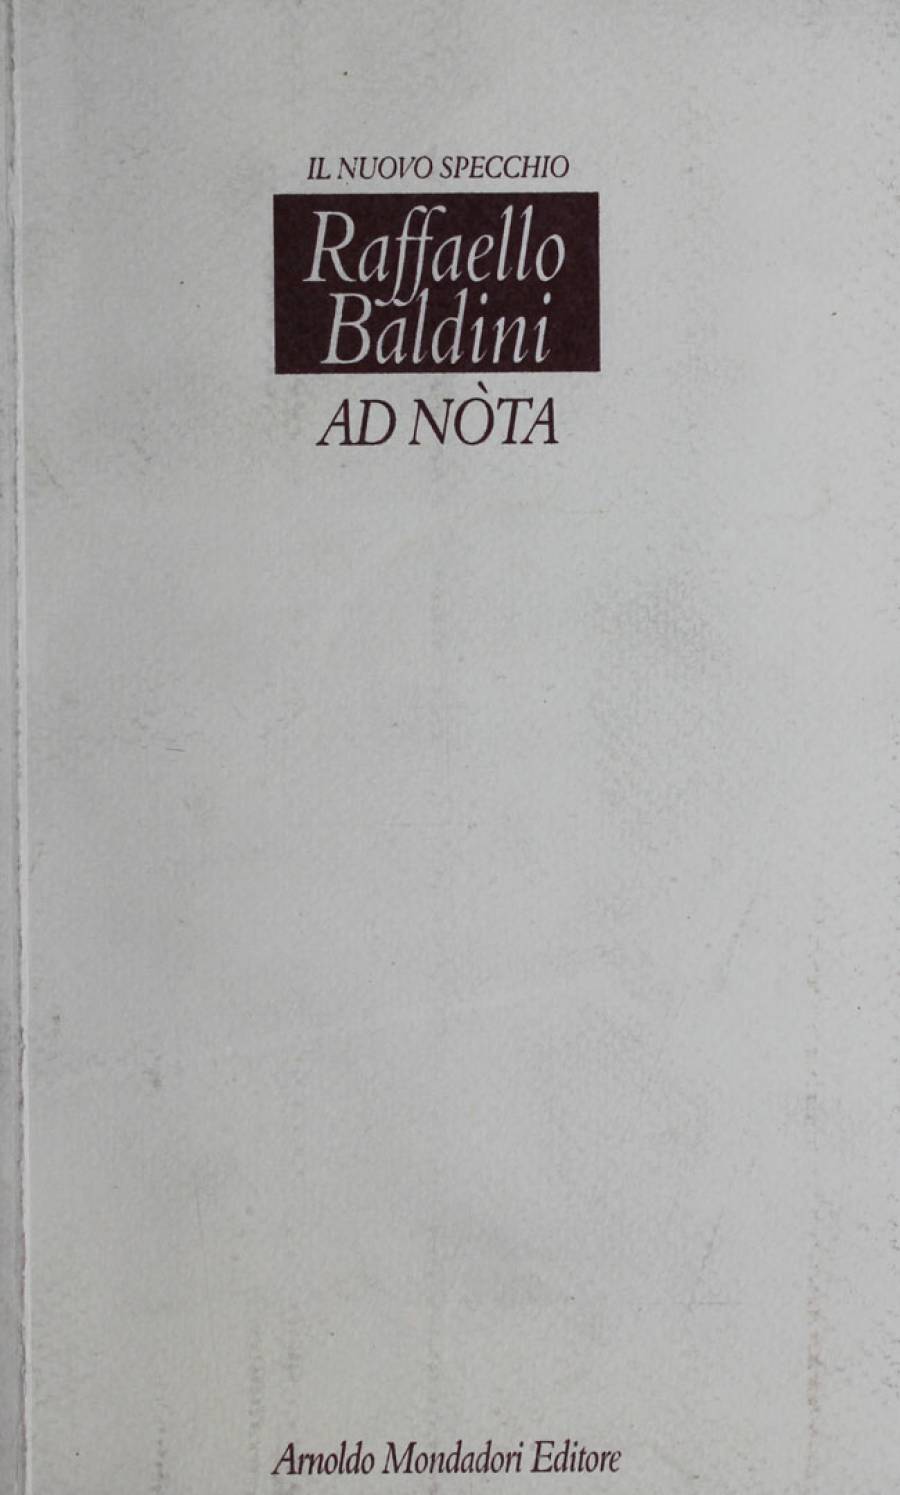 IL NUOVO SPECCHIO
Raffaello
Baldini
AD NÒTA
Arnoldo Mondadori Editore